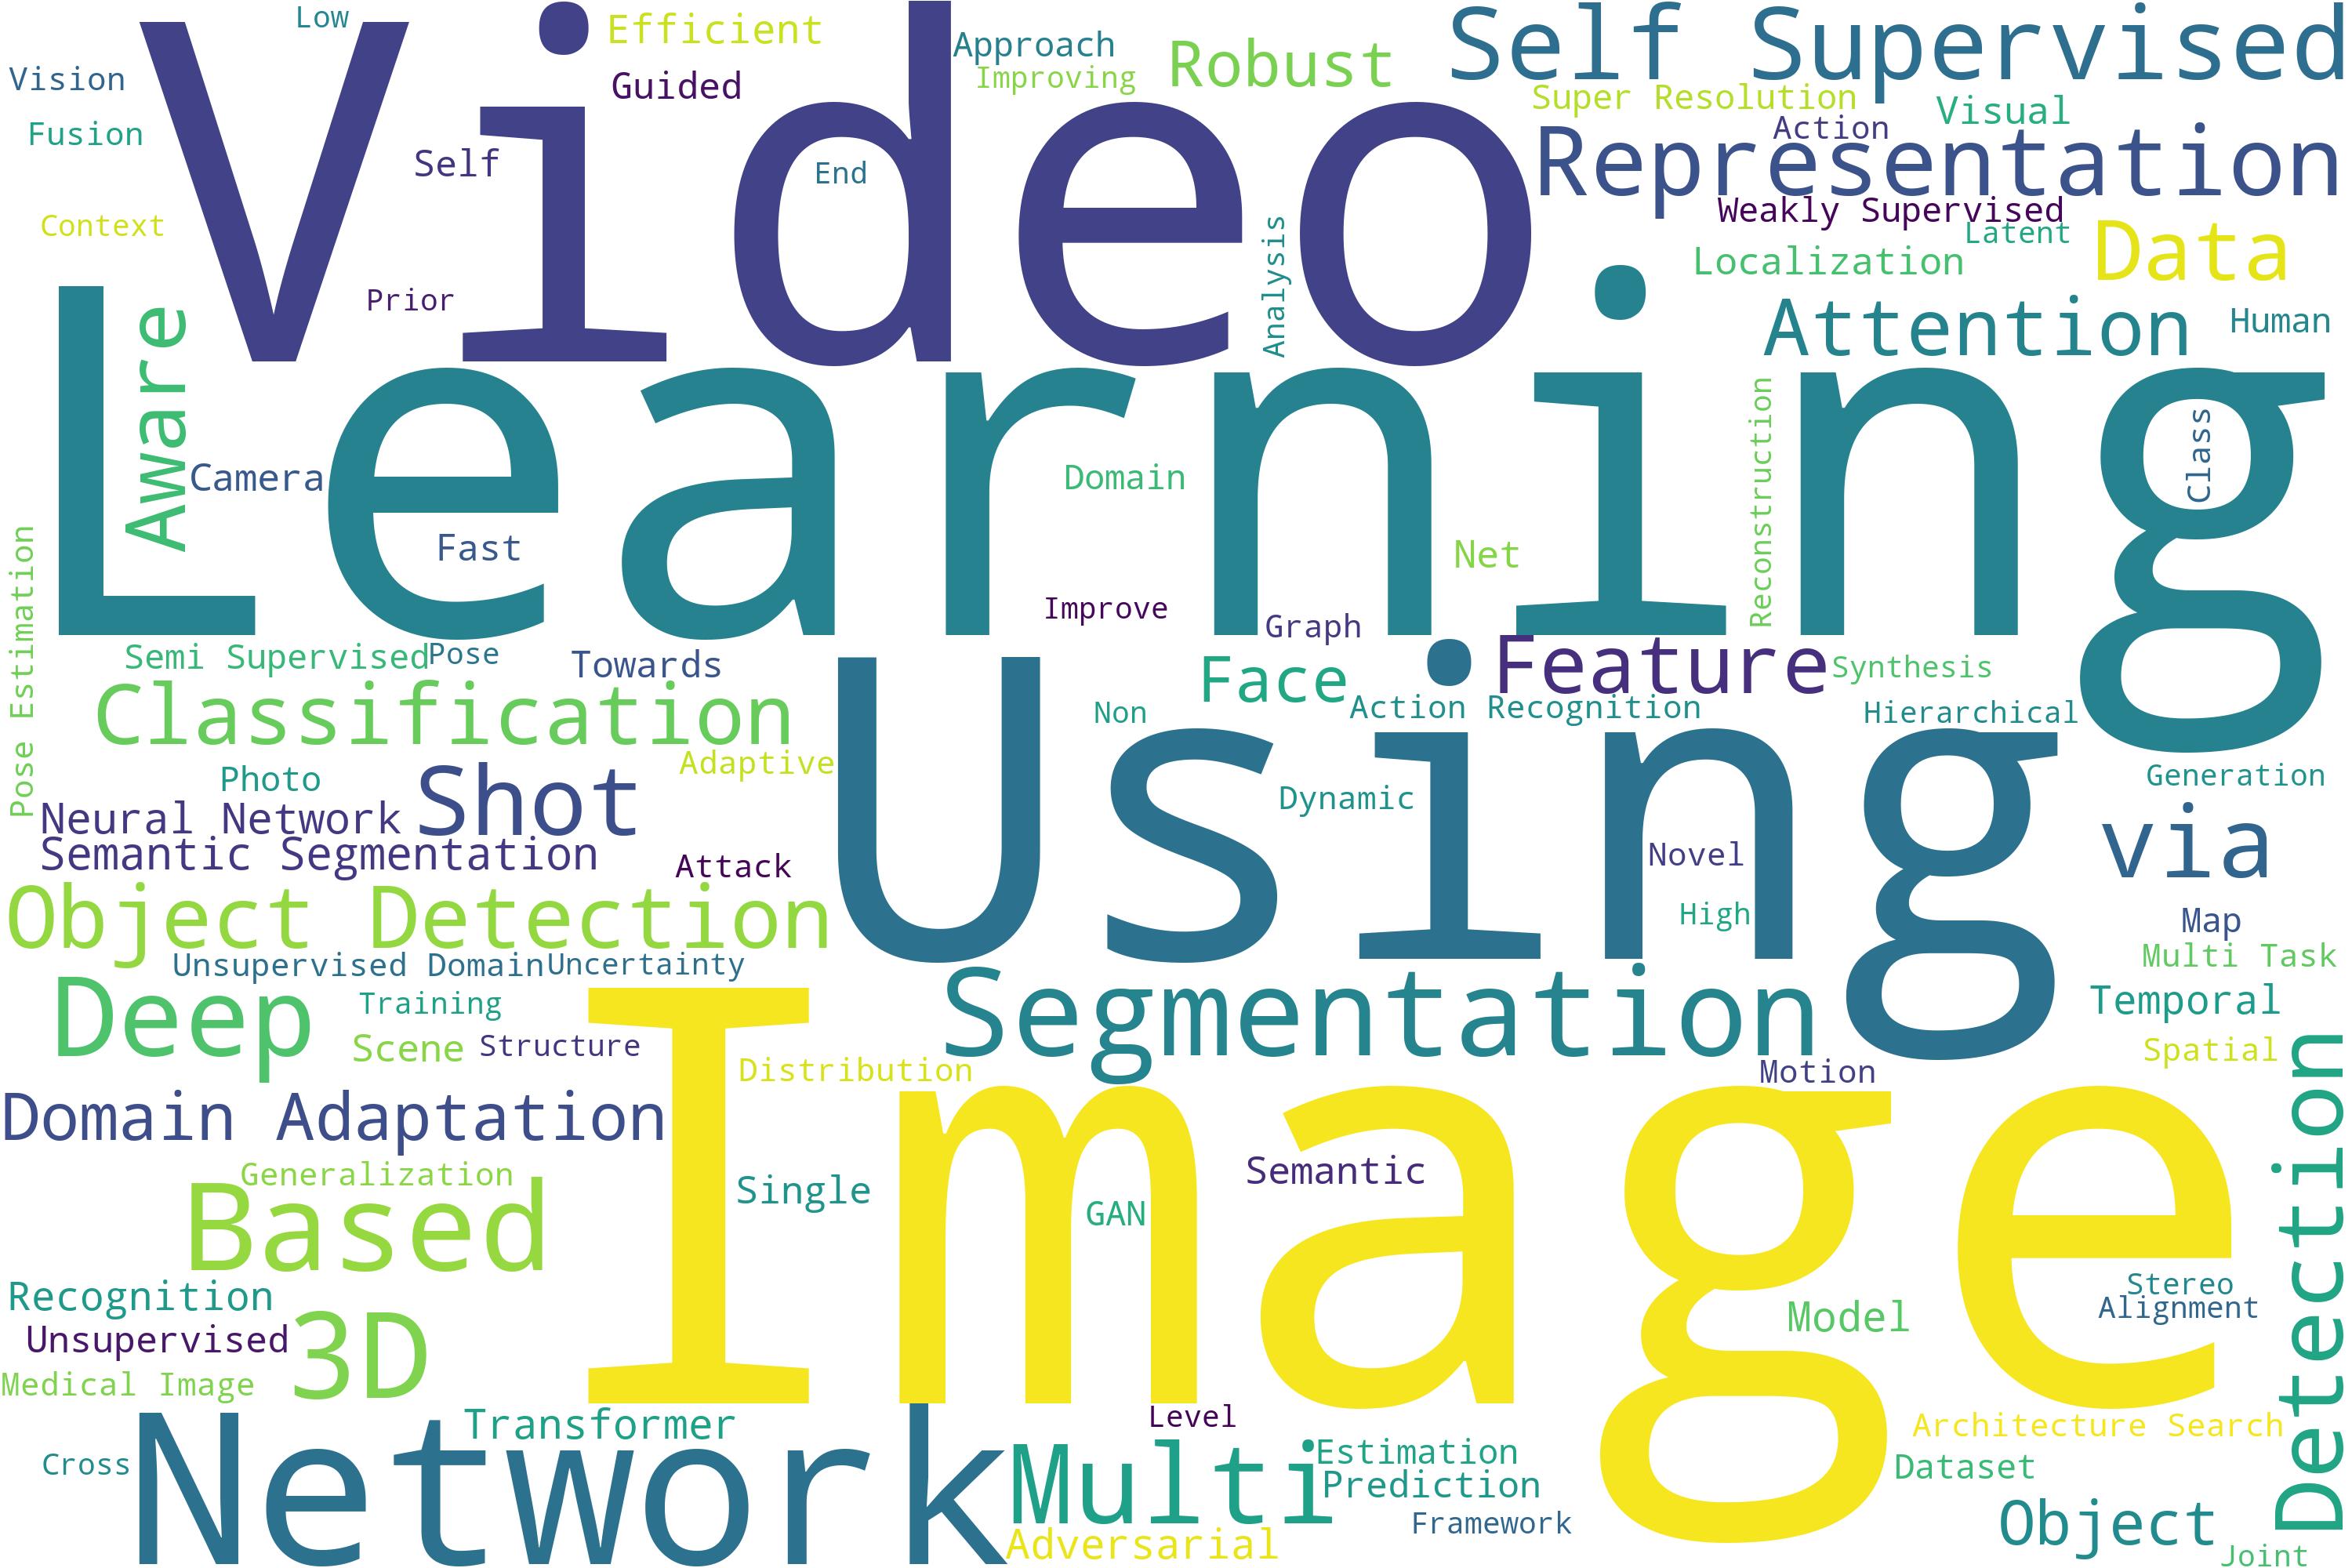 Low
Video
Efficient
Approach
Self Supervised
Vision
Guided
Improving
Robust
Super Resolution
Visual
Fusion
Self
End
Action
Representation
Context
Weakly Supervised
Latent
Data
Prior
Analysis
Localization
Attention
Human
Aware
Learning
Camera
Domain
Reconstruction
Class
Fast
Net
Pose Estimation
Improve
Graph
Semi Supervised
Pose
Towards
Face
Feature
Synthesis
Classification
Using
Non
Action Recognition
Hierarchical
Photo
Adaptive
Dynamic
Generation
Neural Network
Shot
Semantic Segmentation
Attack
Novel
via
Object Detection
High
Map
Unsupervised Domain
Uncertainty
Multi Task
Deep
Training
Segmentation
Temporal
Scene
Structure
Image
Distribution
Motion
Spatial
Domain Adaptation
Detection
Generalization
Single
GAN
Semantic
Based
Recognition
Stereo
Alignment
Unsupervised
3D
Model
Medical Image
Network
Transformer
Level
Architecture Search
Cross
Multi
Estimation
Dataset
Prediction
Adversarial
Framework
Object
Joint